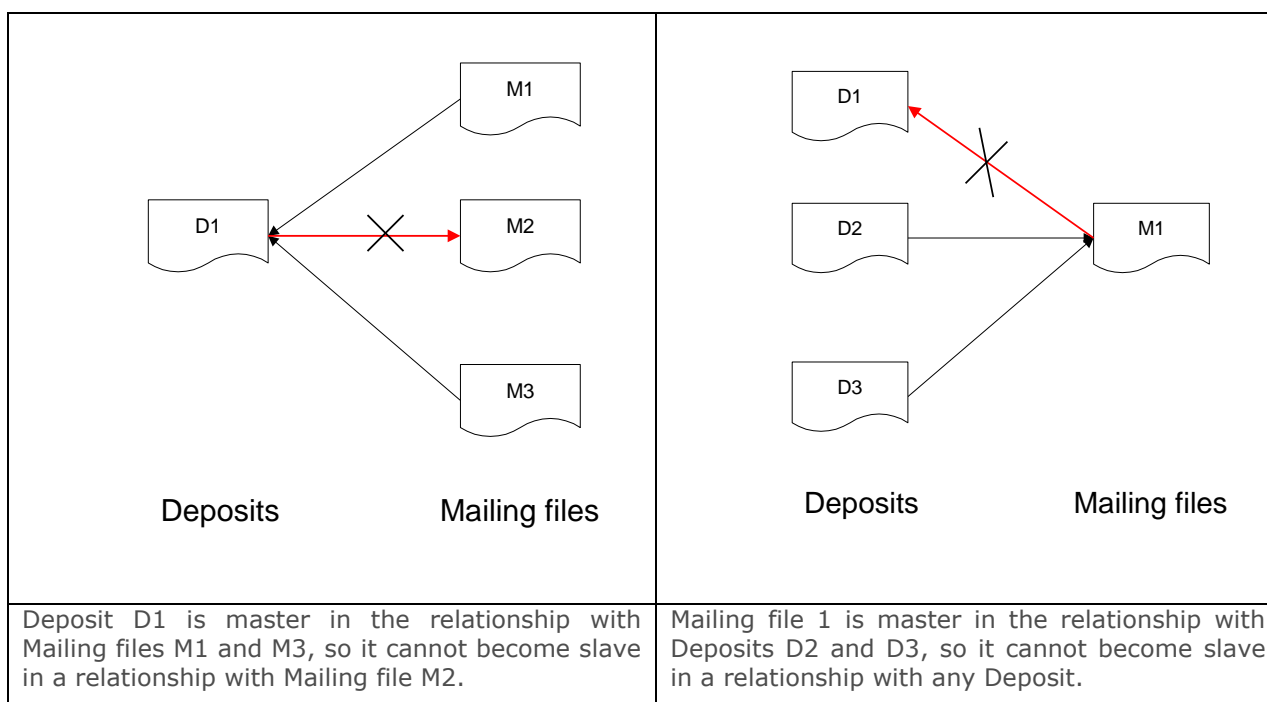 M1
D1
M2
M3
Deposits Mailing files
D1
D2
M1
D3
Deposits Mailing files
Deposit D1 is master in the relationship with
Mailing files M1 and M3, so it cannot become slave
in a relationship with Mailing file M2.
Mailing file 1 is master in the relationship with
Deposits D2 and D3, so it cannot become slave
in a relationship with any Deposit.